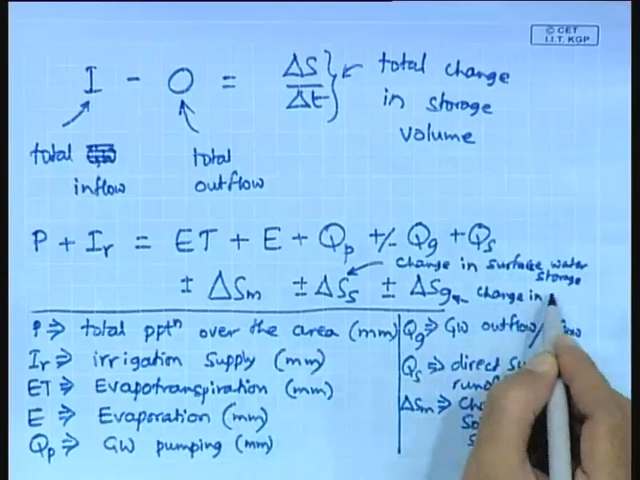 © CET
I.I.T. KGP
I - O = ΔS/Δt
total change
in storage
volume
total
inflow
total
outflow
P + Ir = ET + E + Qp +/- Qg + Qs
± ΔSm ± ΔSs ± ΔSg
change in surface water
storage
change in
P ⇒ total pptn over the area (mm)
Ir ⇒ irrigation supply (mm)
ET ⇒ Evapotranspiration (mm)
E ⇒ Evaporation (mm)
Qp ⇒ GW pumping (mm)
Qg ⇒ GW outflow/
Qs ⇒ direct
ΔSm ⇒